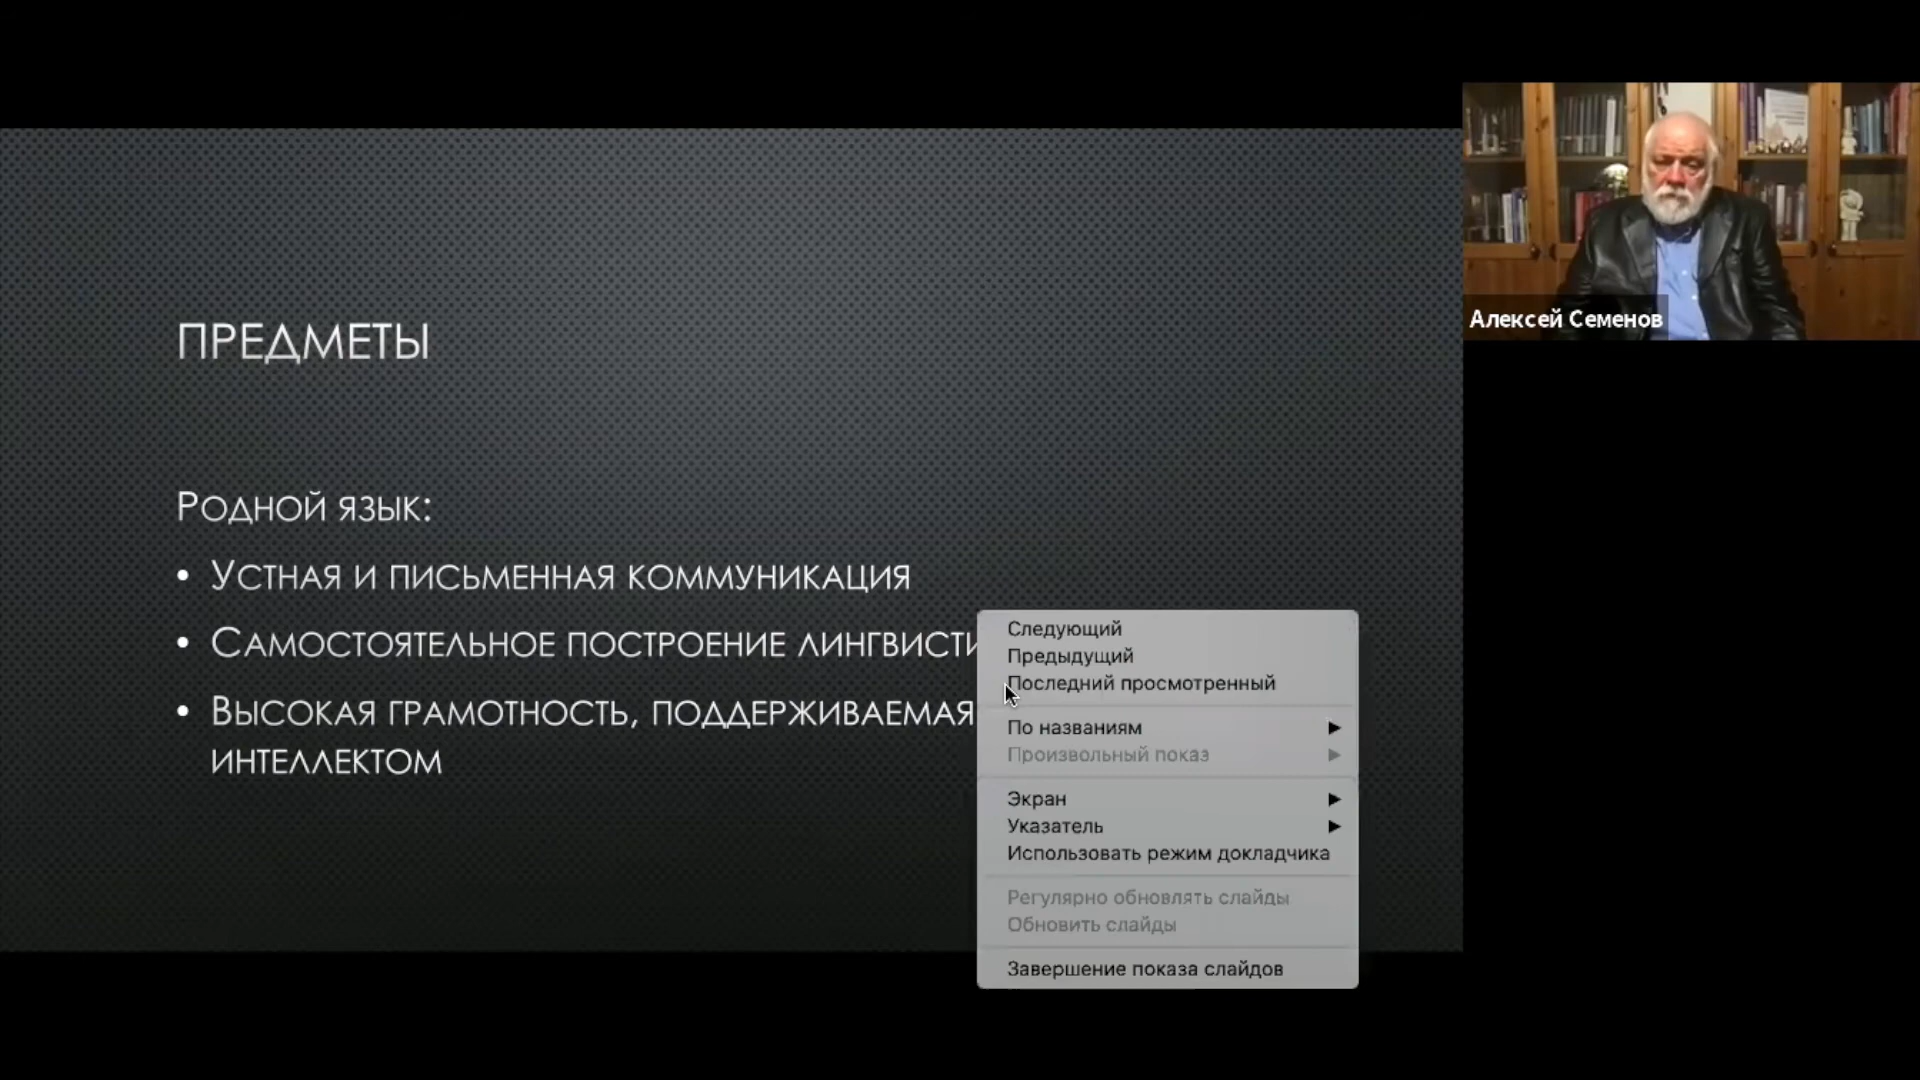 ПРЕДМЕТЫ
Родной язык:
• Устная и письменная коммуникация
• Самостоятельное построение
• Высокая грамотность, поддерживаемая
интеллектом
Следующий
Предыдущий
Последний просмотренный
По названиям
Произвольный показ
Экран
Указатель
Использовать режим докладчика
Регулярно обновлять слайды
Обновить слайды
Завершение показа слайдов
Алексей Семенов